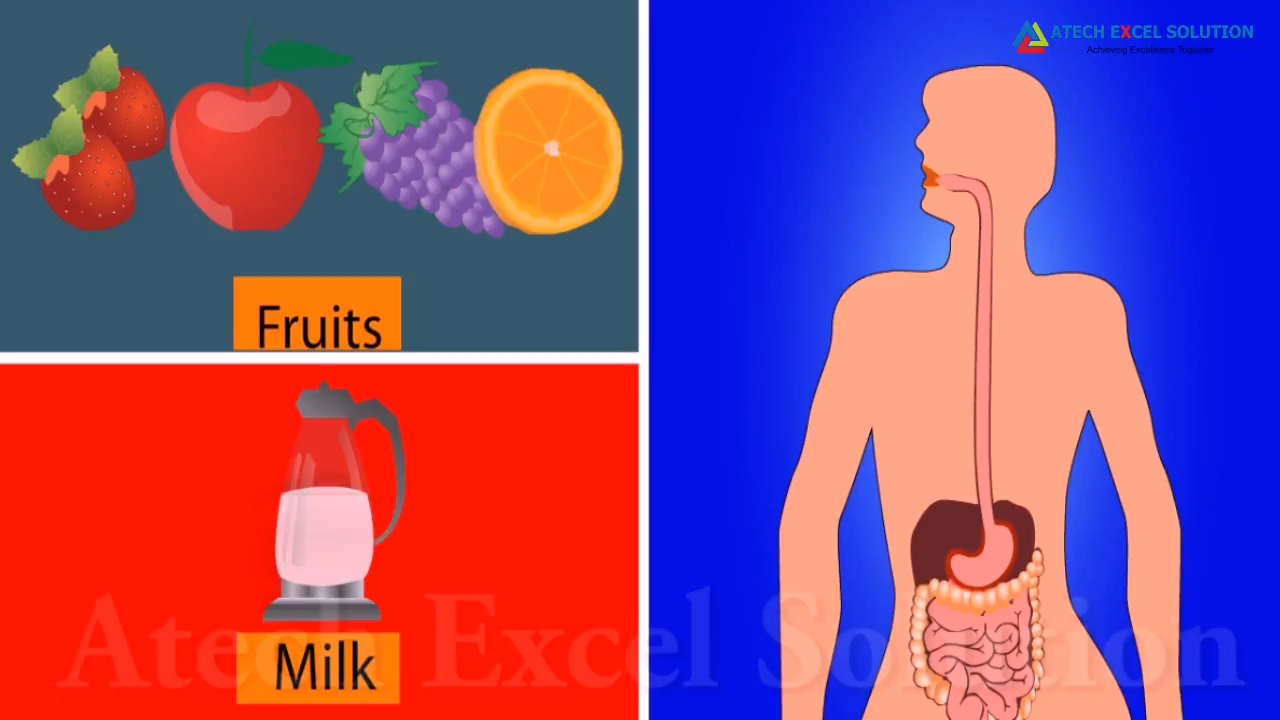 Fruits
Milk
ATECH EXCEL SOLUTION
Achieving Excellence Together
Atech Excel Solution